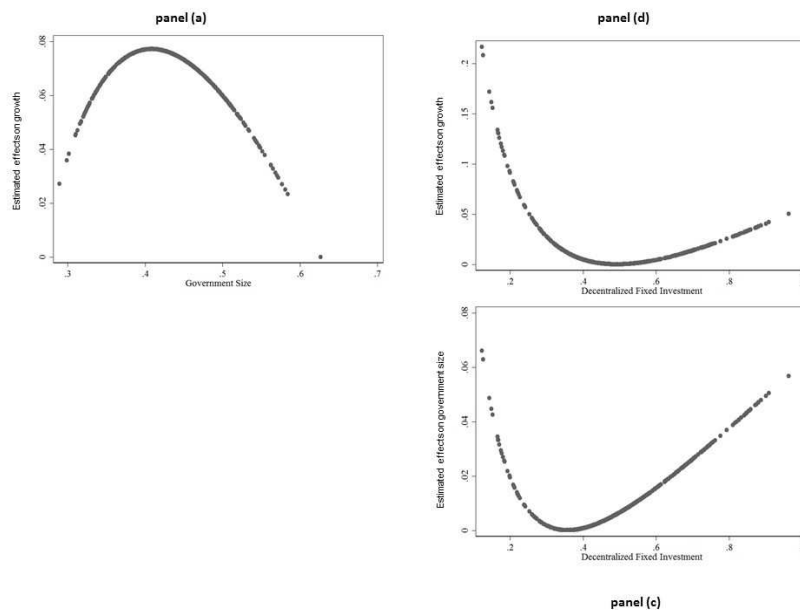 panel (a)
Estimated effects on growth
.08
.06
.04
.02
0
.3 .4 .5 .6 .7
Government Size
panel (d)
Estimated effects on growth
.2
.15
.1
.05
0
.2 .4 .6 .8
Decentralized Fixed Investment
Estimated effects on government size
.08
.06
.04
.02
0
.2 .4 .6 .8
Decentralized Fixed Investment
panel (c)